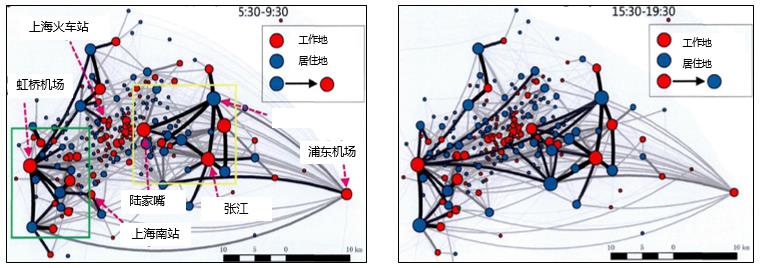 5:30-9:30
上海火车站
工作地
居住地
虹桥机场
浦东机场
陆家嘴
张江
上海南站
10 5 0 10 km
15:30-19:30
工作地
居住地
10 5 0 10 km